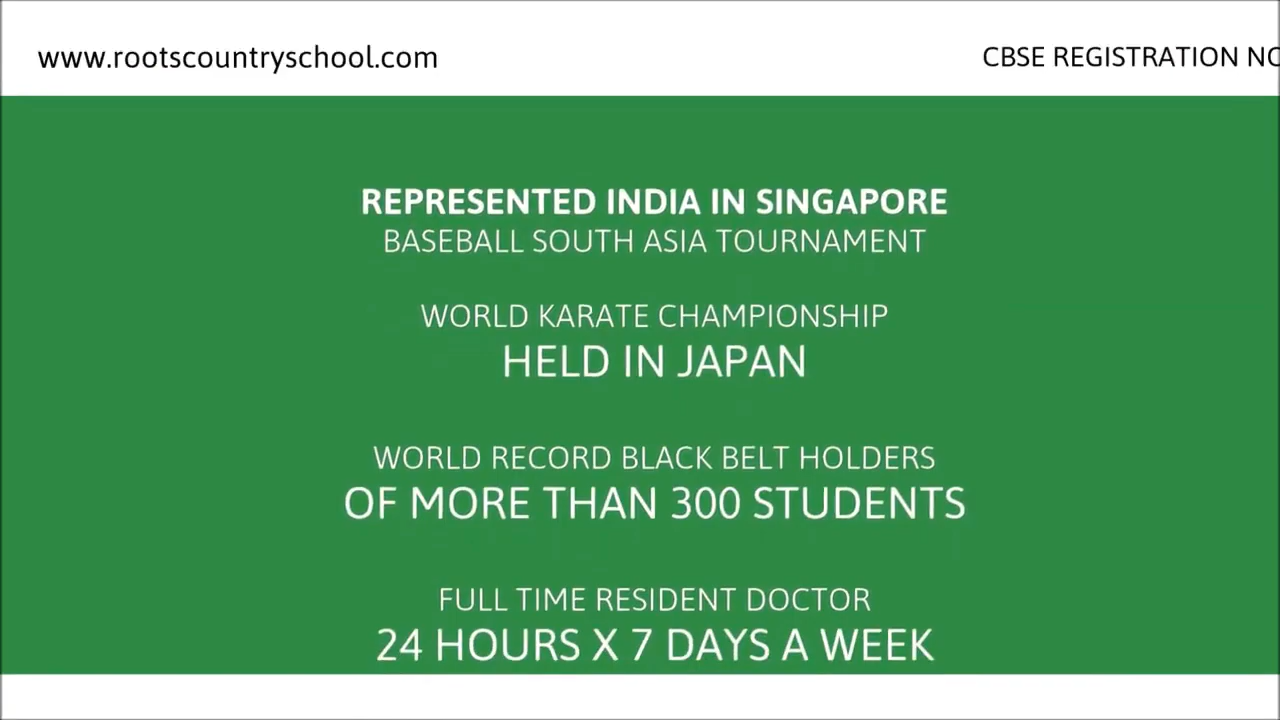 www.rootscountryschool.com
CBSE REGISTRATION
REPRESENTED INDIA IN SINGAPORE
BASEBALL SOUTH ASIA TOURNAMENT
WORLD KARATE CHAMPIONSHIP
HELD IN JAPAN
WORLD RECORD BLACK BELT HOLDERS
OF MORE THAN 300 STUDENTS
FULL TIME RESIDENT DOCTOR
24 HOURS X 7 DAYS A WEEK